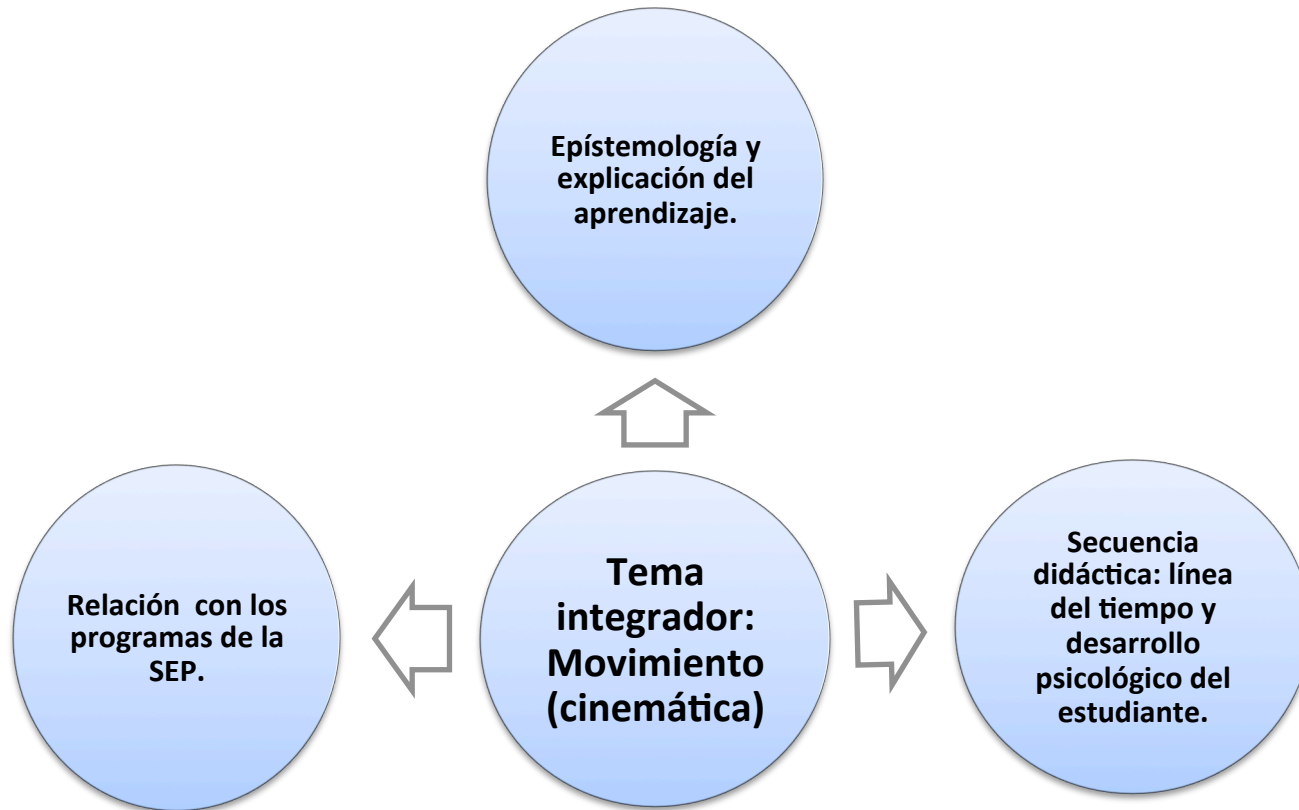 Epístemología y
explicación del
aprendizaje.
Relación con los
programas de la
SEP.
Tema
integrador:
Movimiento
(cinemática)
Secuencia
didáctica: línea
del tiempo y
desarrollo
psicológico del
estudiante.